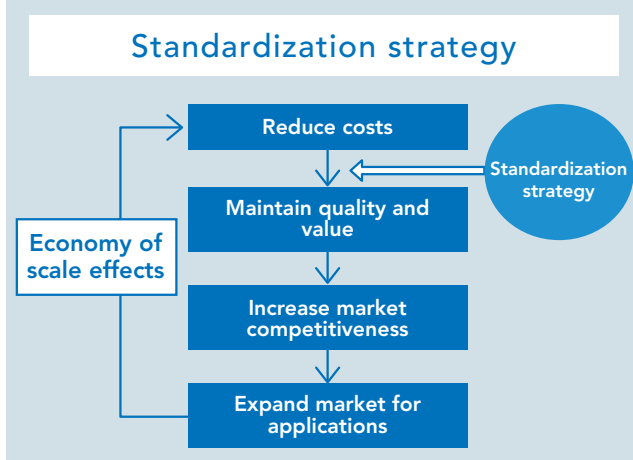 Standardization strategy
Reduce costs
Standardization
strategy
Maintain quality and
value
Economy of
scale effects
Increase market
competitiveness
Expand market for
applications